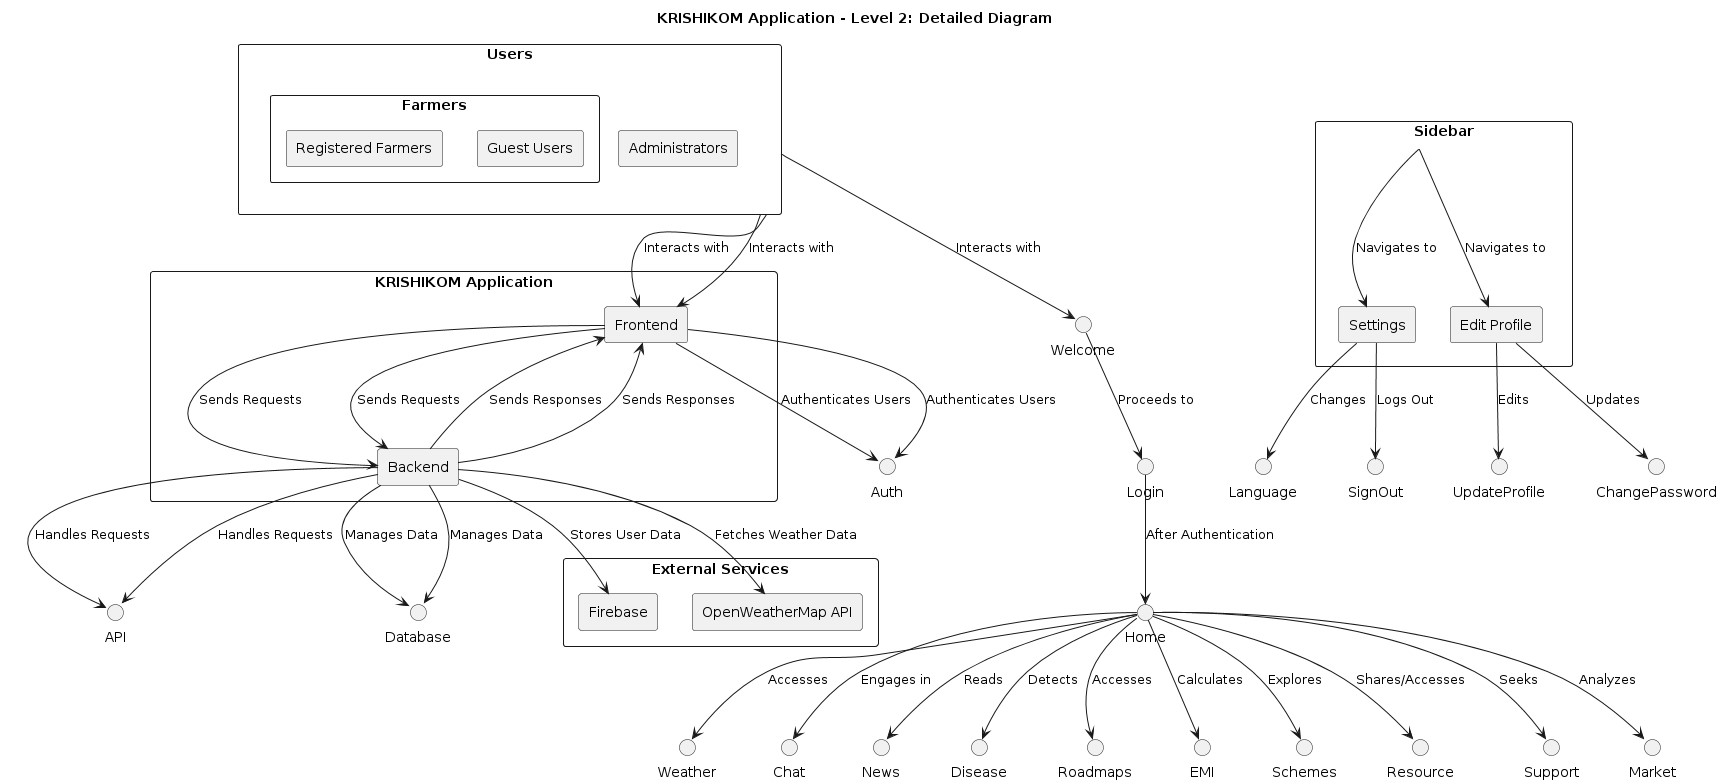 KRISHIKOM Application - Level 2: Detailed Diagram
Users
Farmers
Registered Farmers
Guest Users
Administrators
Sidebar
Interacts with
Interacts with
Interacts with
Navigates to
Navigates to
KRISHIKOM Application
Frontend
Welcome
Settings
Edit Profile
Sends Requests
Sends Requests
Sends Responses
Sends Responses
Authenticates Users
Authenticates Users
Proceeds to
Changes
Logs Out
Edits
Updates
Backend
Auth
Login
Language
SignOut
UpdateProfile
ChangePassword
Handles Requests
Handles Requests
Manages Data
Manages Data
Stores User Data
Fetches Weather Data
After Authentication
External Services
Firebase
OpenWeatherMap API
API
Database
Home
Accesses
Engages in
Reads
Detects
Accesses
Calculates
Explores
Shares/Accesses
Seeks
Analyzes
Weather
Chat
News
Disease
Roadmaps
EMI
Schemes
Resource
Support
Market